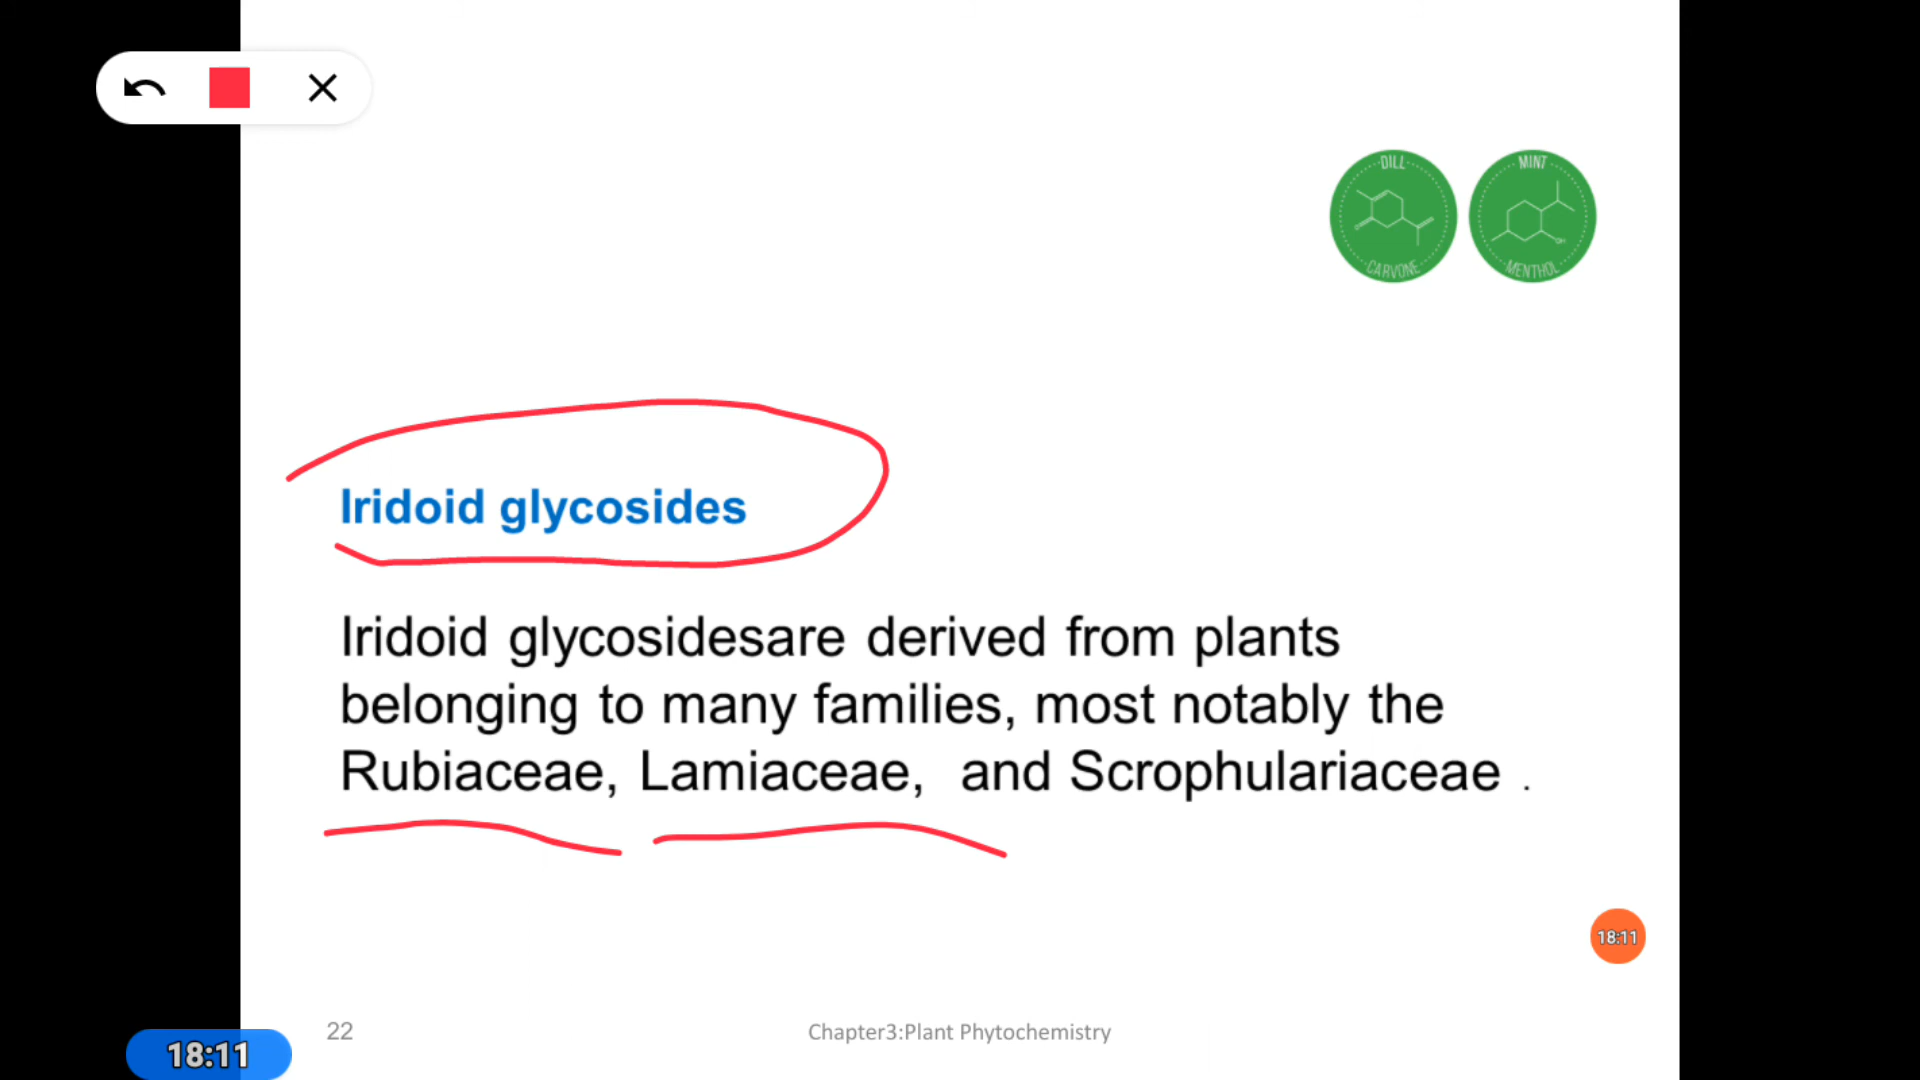 DILL
CARVONE
MINT
OH
MENTHOL
Iridoid glycosides
Iridoid glycosidesare derived from plants
belonging to many families, most notably the
Rubiaceae, Lamiaceae,  and Scrophulariaceae .
18:11
22
Chapter3:Plant Phytochemistry
18:11